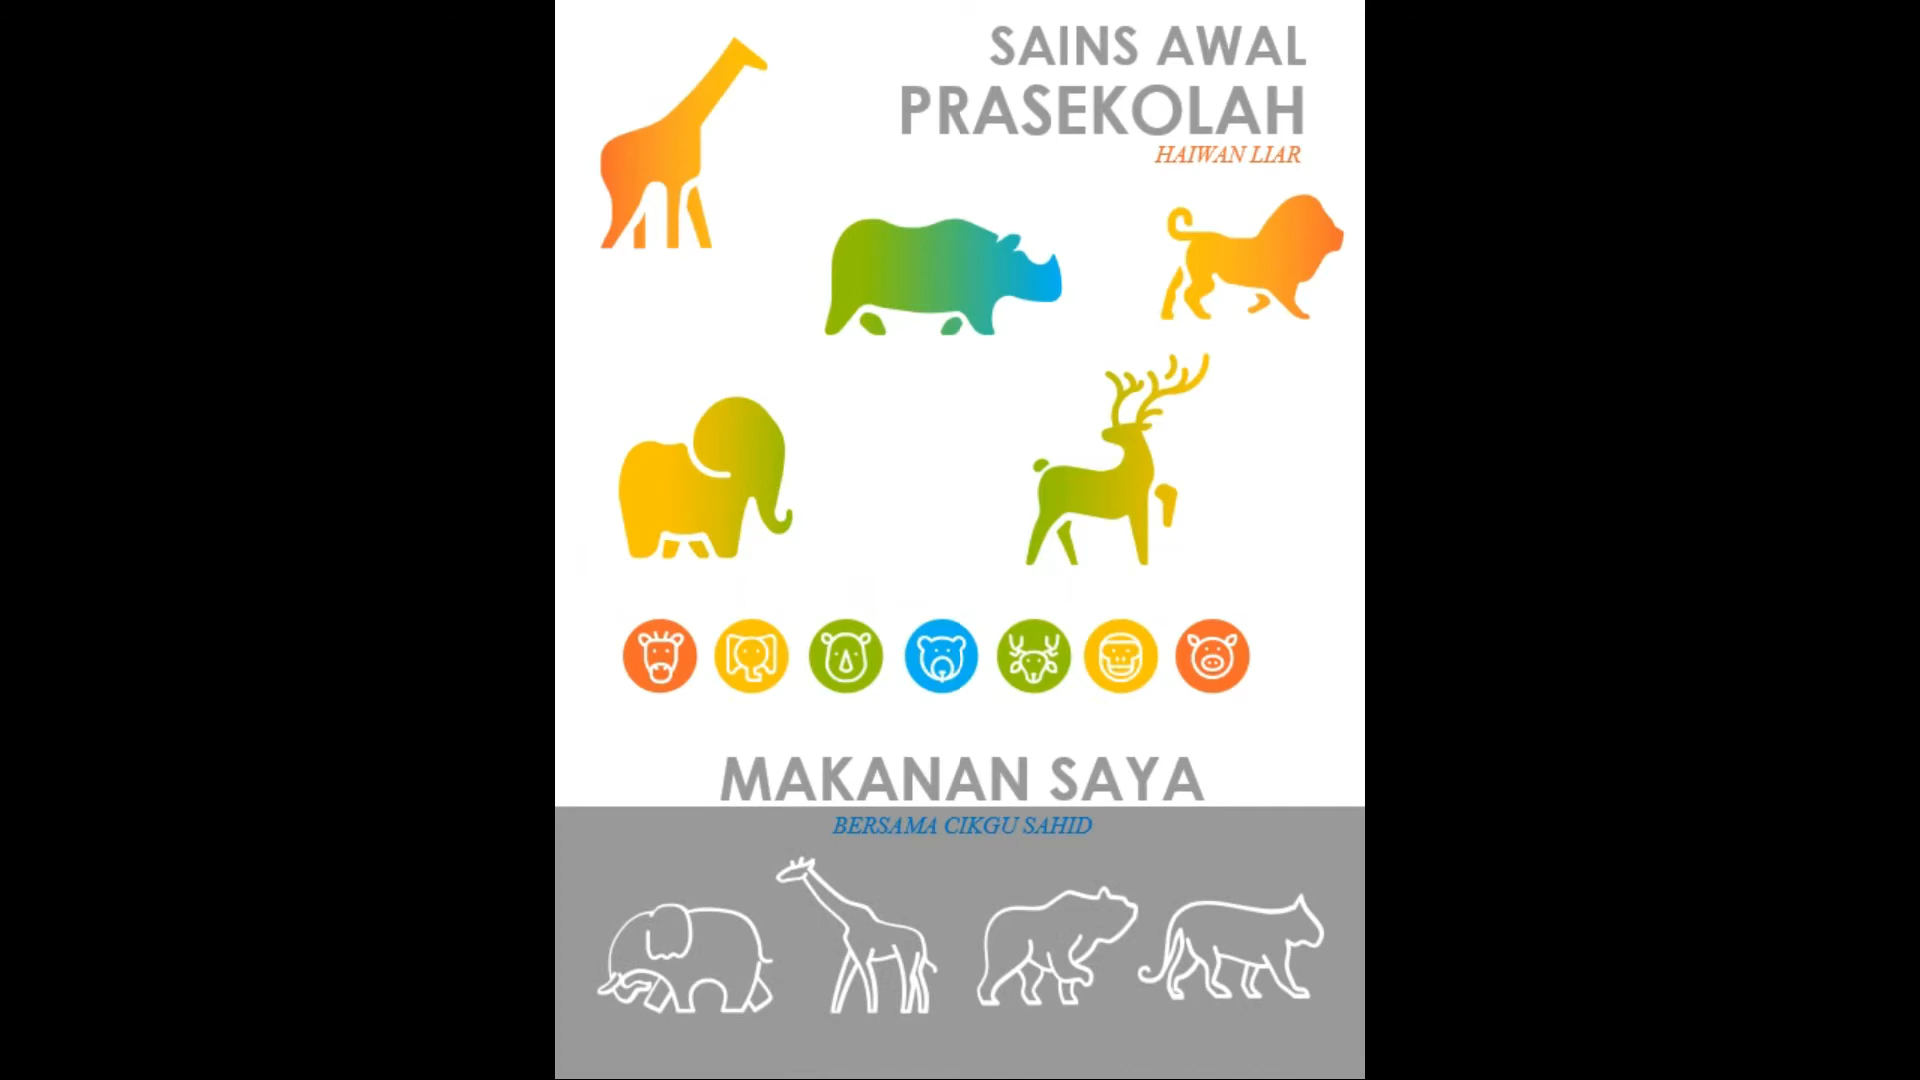 SAINS AWAL
PRASEKOLAH
HAIWAN LIAR
MAKANAN SAYA
BERSAMA CIKGU SAHID